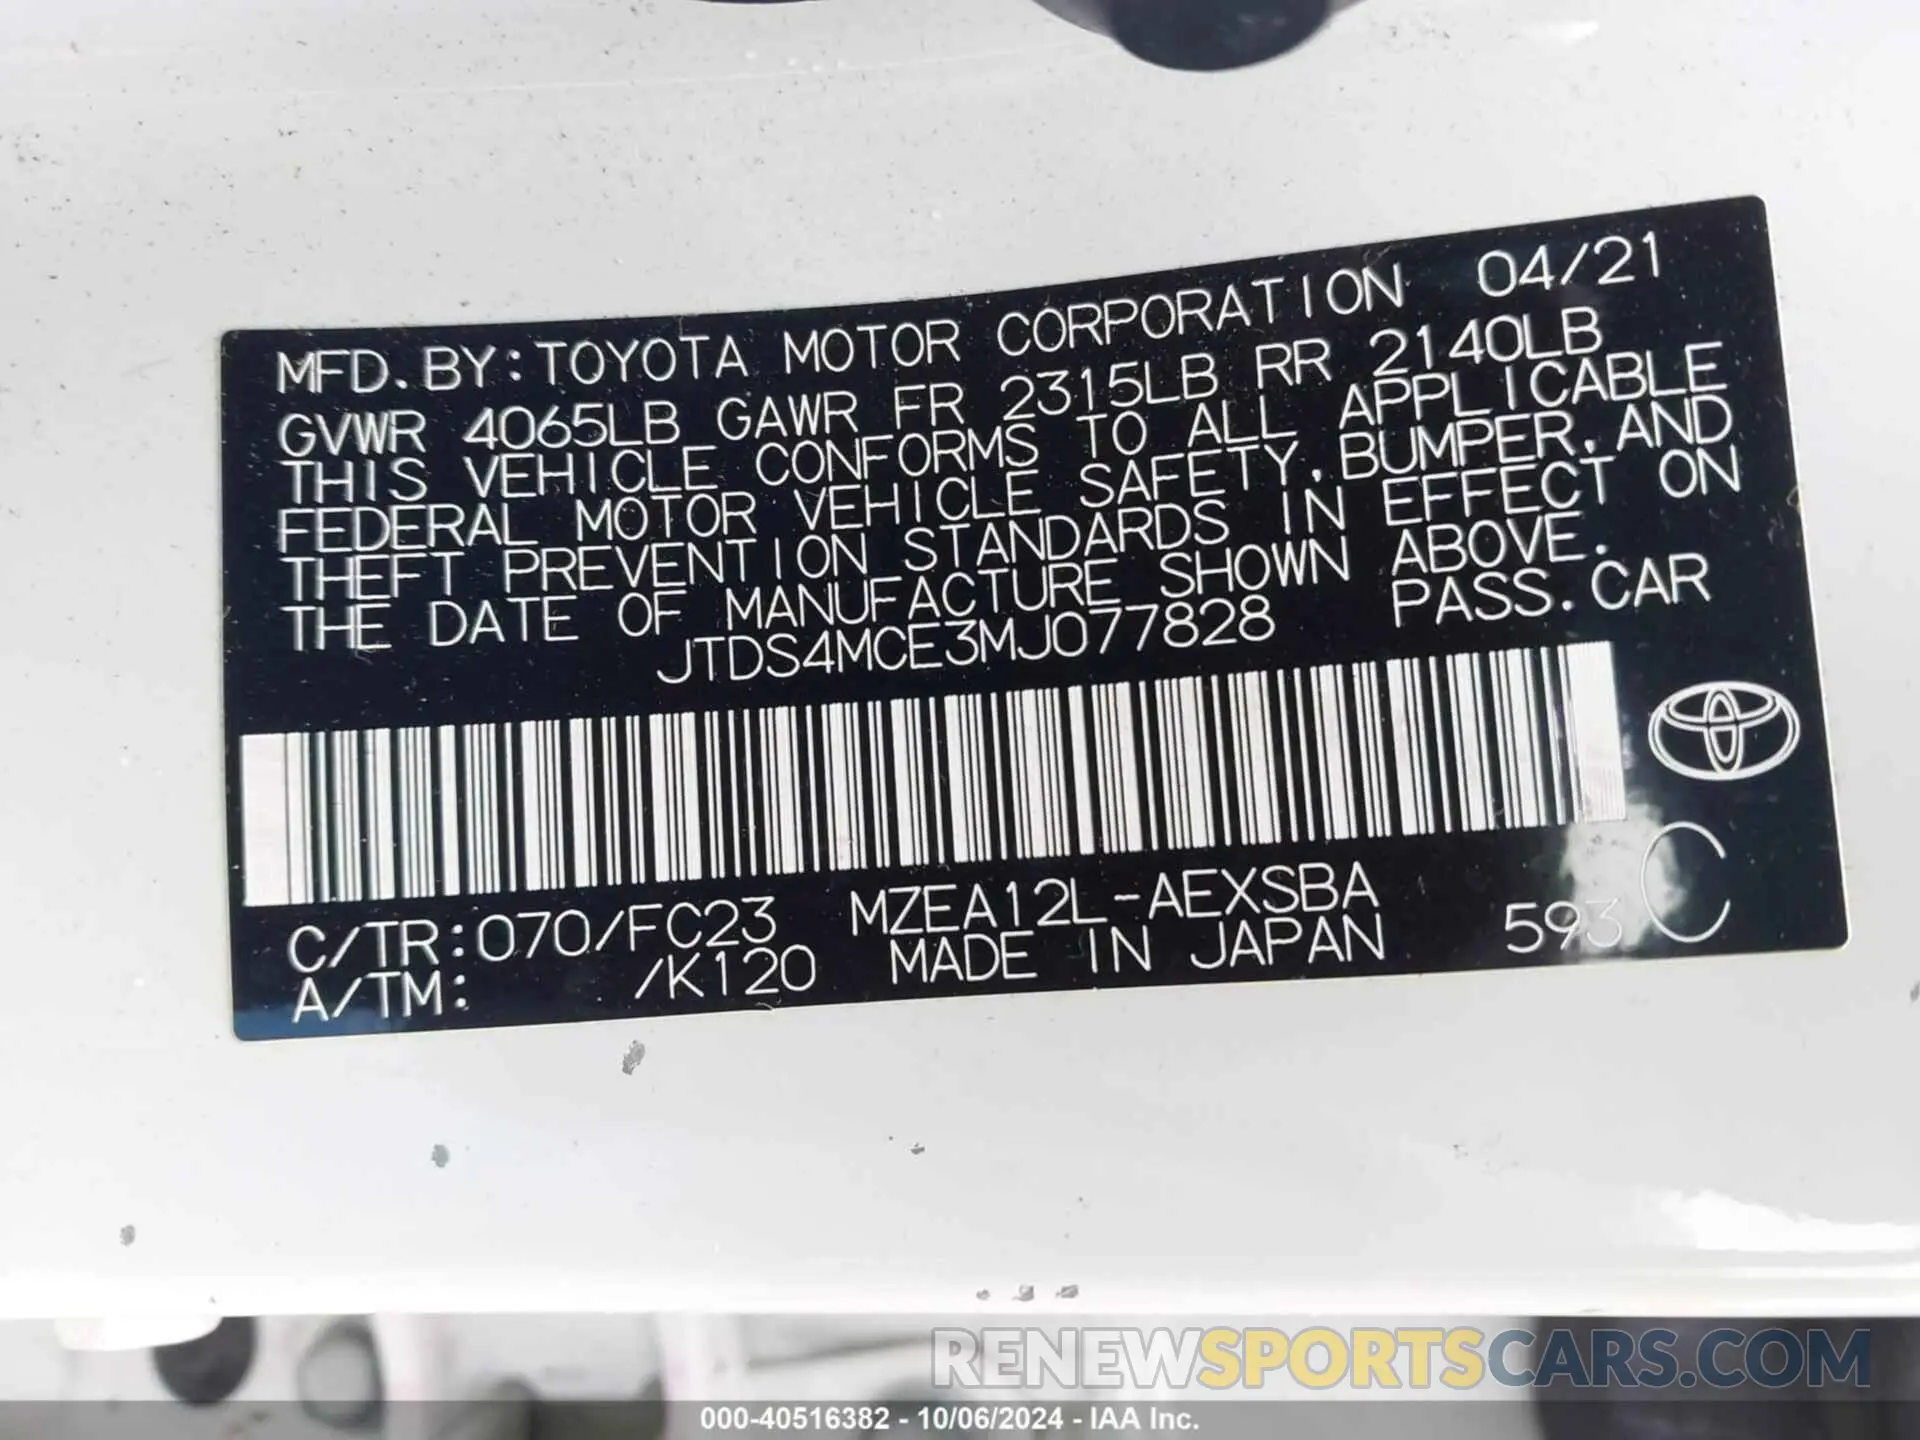 MFD. BY: TOYOTA MOTOR CORPORATION 04/21
GVWR 4065LB GAWR FR 2315LB RR 2140LB
THIS VEHICLE CONFORMS TO ALL APPLICABLE
FEDERAL MOTOR VEHICLE SAFETY, BUMPER, AND
THEFT PREVENTION STANDARDS IN EFFECT ON
THE DATE OF MANUFACTURE SHOWN ABOVE.
JTDS4MCE3MJ077828 PASS. CAR
C/TR: 070/FC23 MZEA12L-AEXSBA 593 C
A/TM: /K120 MADE IN JAPAN
RENEWSPORTSCARS.COM
000-40516382 - 10/06/2024 - IAA Inc.